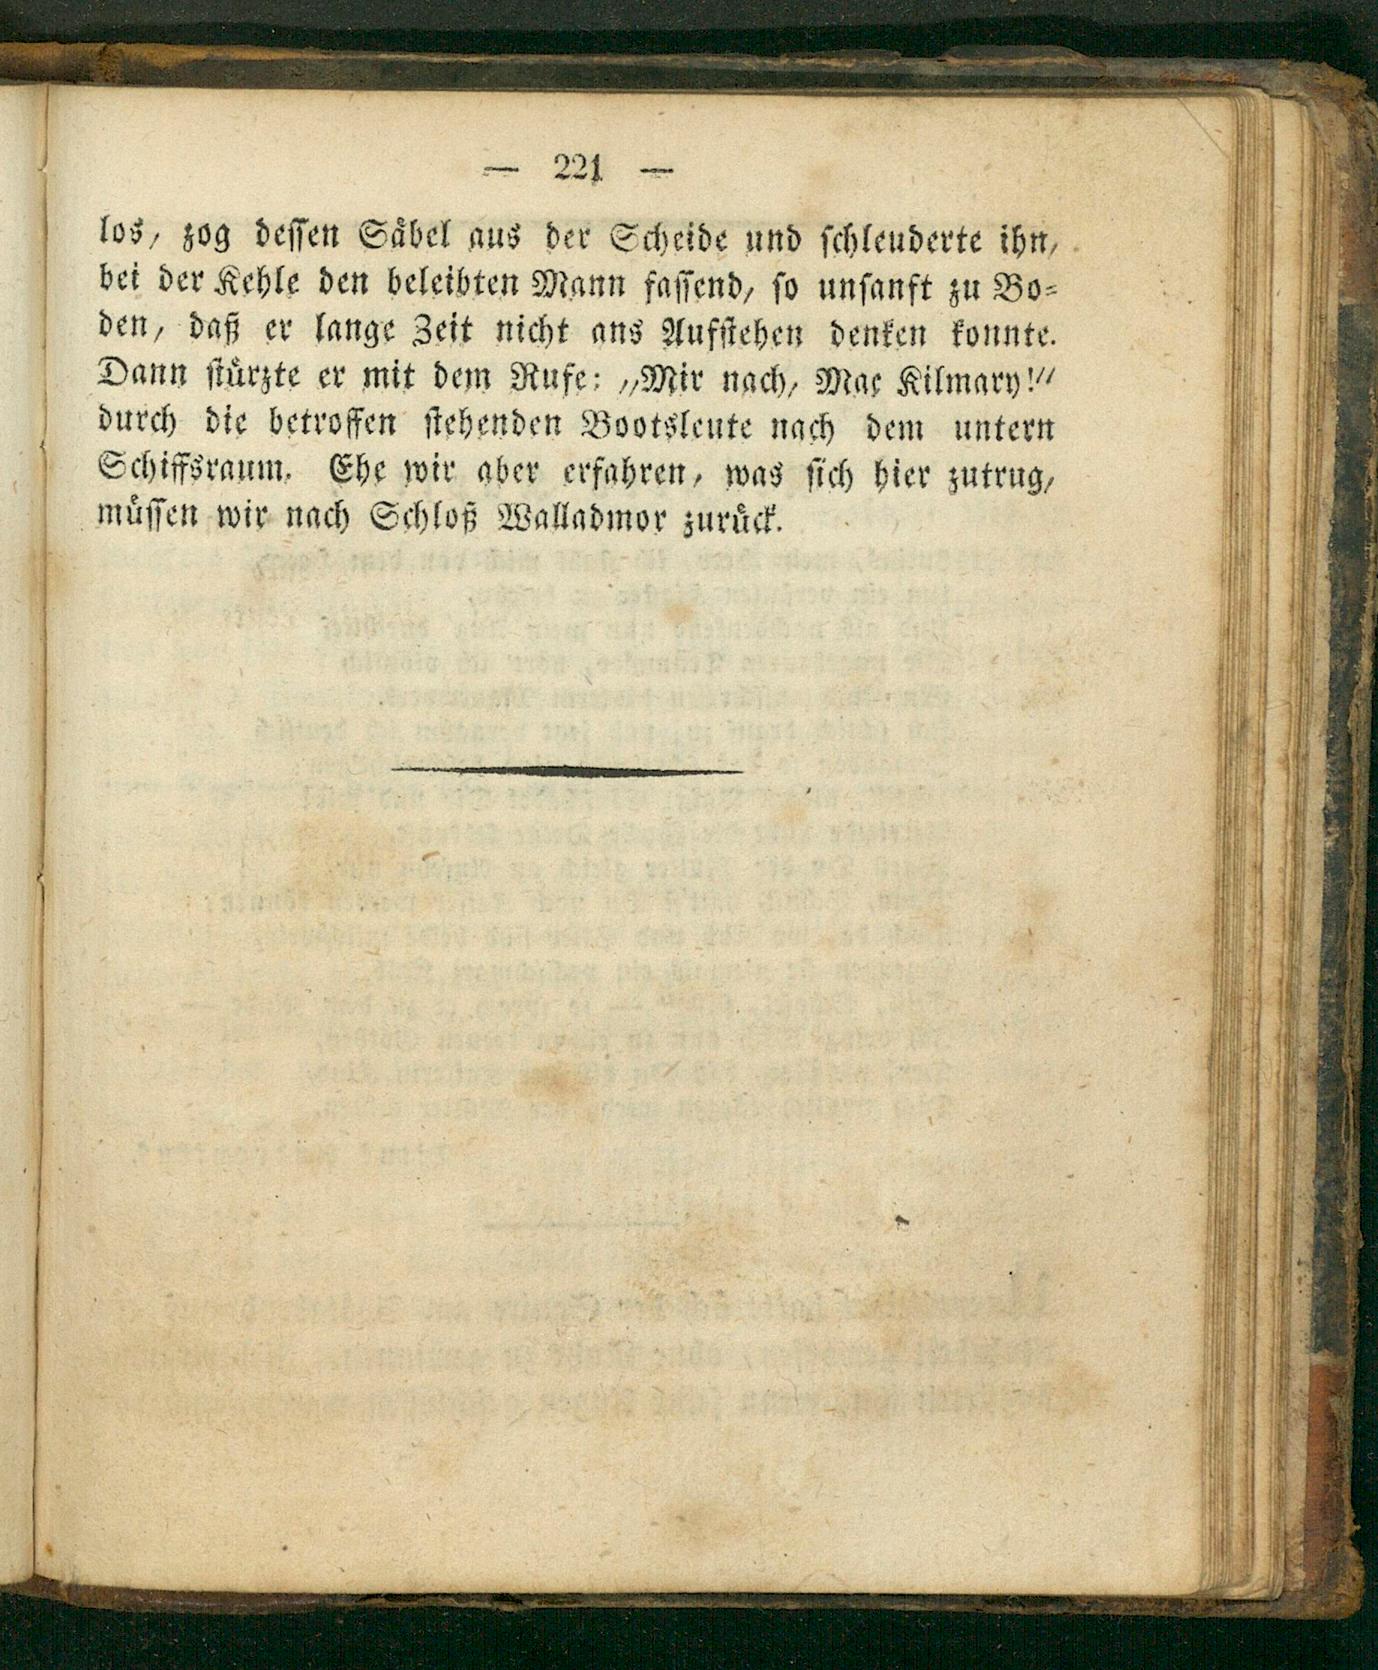 — 221 —
los, zog dessen Säbel aus der Scheide und schleuderte ihn,
bei der Kehle den beleibten Mann fassend, so unsanft zu Bo-
den, daß er lange Zeit nicht ans Aufstehen denken konnte.
Dann stürzte er mit dem Rufe: „Mir nach, Mac Kilmary!“
durch die betroffen stehenden Bootsleute nach dem untern
Schiffsraum. Ehe wir aber erfahren, was sich hier zutrug,
müssen wir nach Schloß Walladmor zurück.